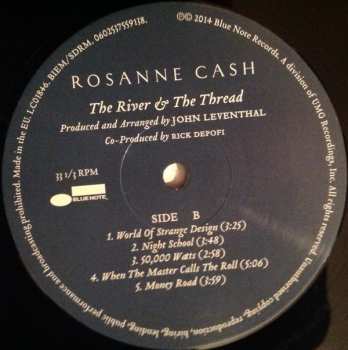 ℗© 2014 Blue Note Records. A division of UMG Recordings, Inc. All rights reserved. Unauthorised copying, reproduction, hiring, lending, public performance and broadcasting prohibited. Made in the EU. LC01846. BIEM/SDRM. 0602517559138.
ROSANNE CASH
The River & The Thread
Produced and Arranged by JOHN LEVENTHAL
Co-Produced by RICK DEPOFI
33 1/3 RPM
BLUE NOTE
SIDE B
1. World Of Strange Design (3:25)
2. Night School (3:48)
3. 50,000 Watts (2:58)
4. When The Master Calls The Roll (5:06)
5. Money Road (3:59)